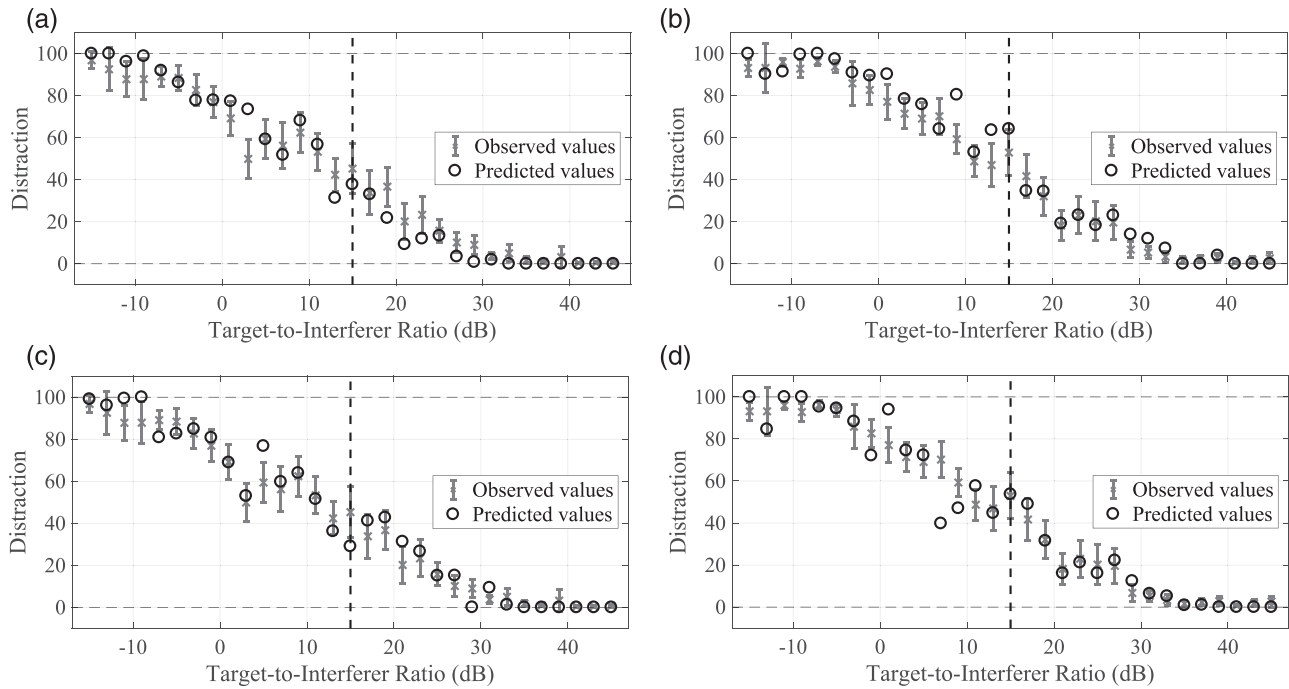 (a)
100
80
60
40
20
0
Distraction
Observed values
Predicted values
-10
0
10
20
30
40
Target-to-Interferer Ratio (dB)
(b)
100
80
60
40
20
0
Distraction
Observed values
Predicted values
-10
0
10
20
30
40
Target-to-Interferer Ratio (dB)
(c)
100
80
60
40
20
0
Distraction
Observed values
Predicted values
-10
0
10
20
30
40
Target-to-Interferer Ratio (dB)
(d)
100
80
60
40
20
0
Distraction
Observed values
Predicted values
-10
0
10
20
30
40
Target-to-Interferer Ratio (dB)